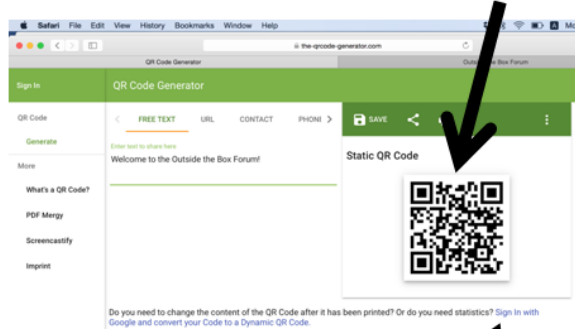 Safari File Edit View History Bookmarks Window Help
the-qrcode-generator.com
QR Code Generator
Sign In
QR Code Generator
QR Code
Generate
More
What's a QR Code?
PDF Mergy
Screencastify
Imprint
FREE TEXT URL CONTACT PHONE
Enter text to share here
Welcome to the Outside the Box Forum!
SAVE
Static QR Code
Do you need to change the content of the QR Code after it has been printed? Or do you need statistics? Sign In with
Google and convert your Code to a Dynamic QR Code.